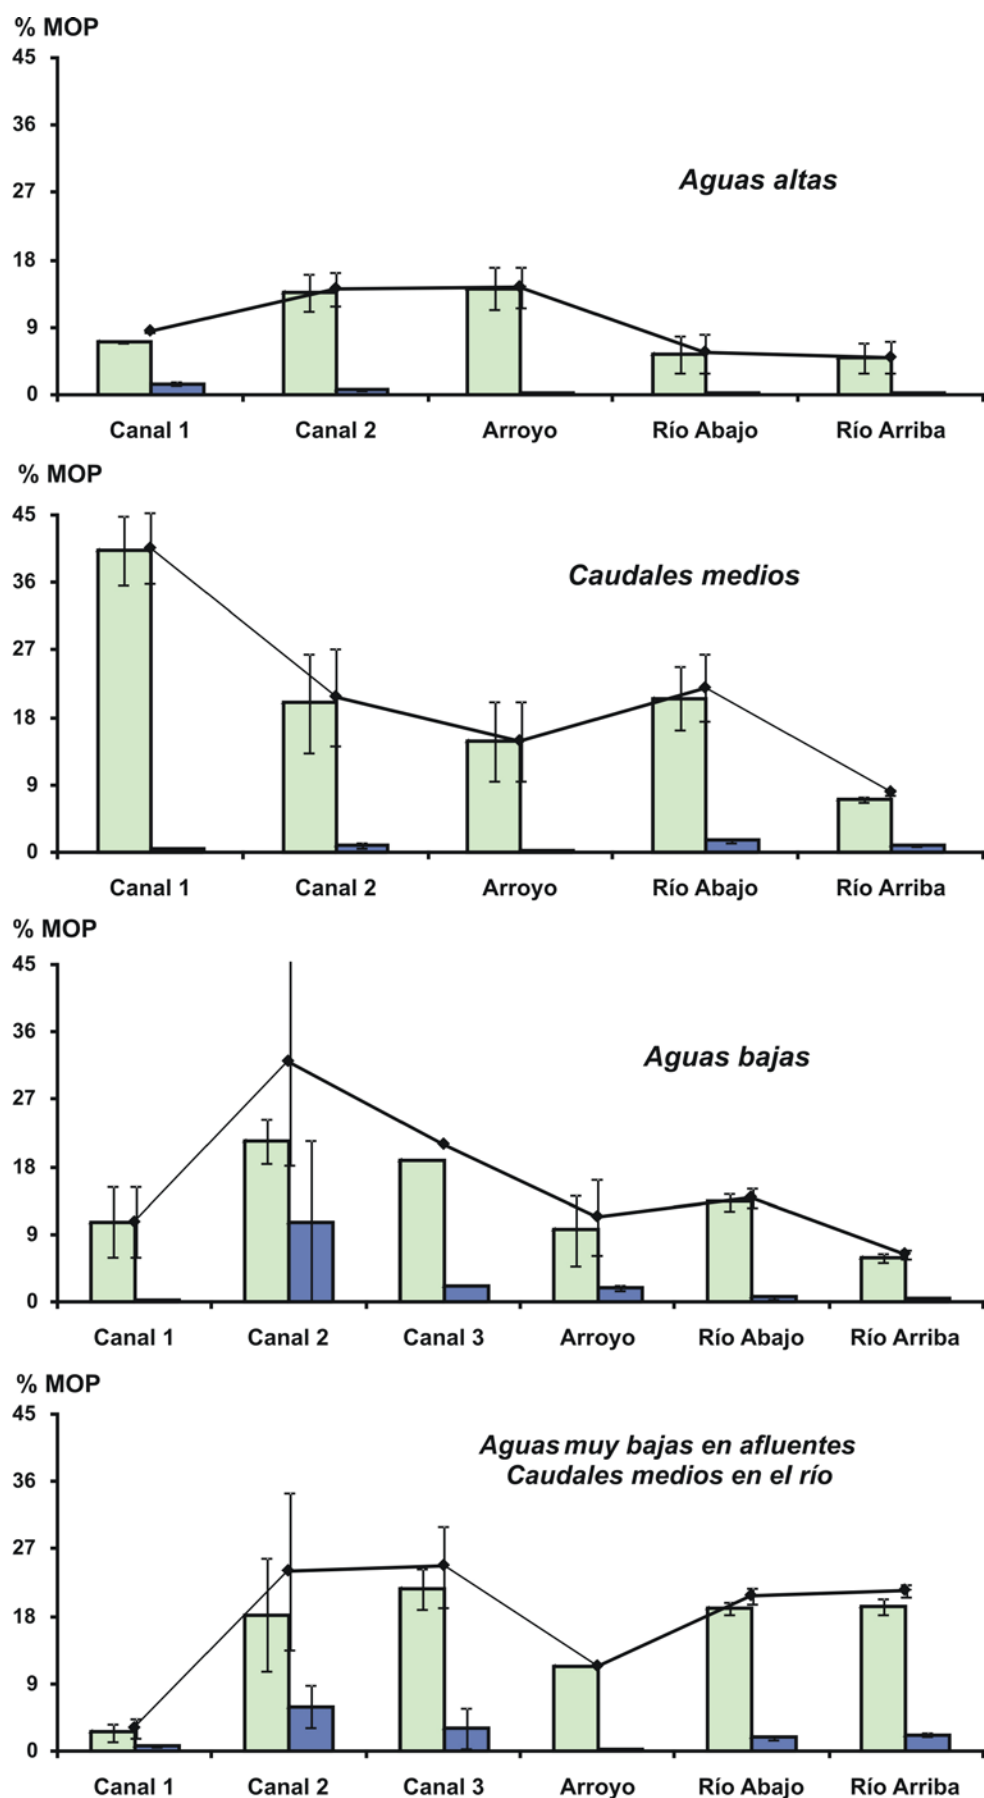 % MOP
45
36
27
18
9
0
Aguas altas
Canal 1 Canal 2 Arroyo Río Abajo Río Arriba
% MOP
45
36
27
18
9
0
Caudales medios
Canal 1 Canal 2 Arroyo Río Abajo Río Arriba
% MOP
45
36
27
18
9
0
Aguas bajas
Canal 1 Canal 2 Canal 3 Arroyo Río Abajo Río Arriba
% MOP
45
36
27
18
9
0
Aguas muy bajas en afluentes
Caudales medios en el río
Canal 1 Canal 2 Canal 3 Arroyo Río Abajo Río Arriba